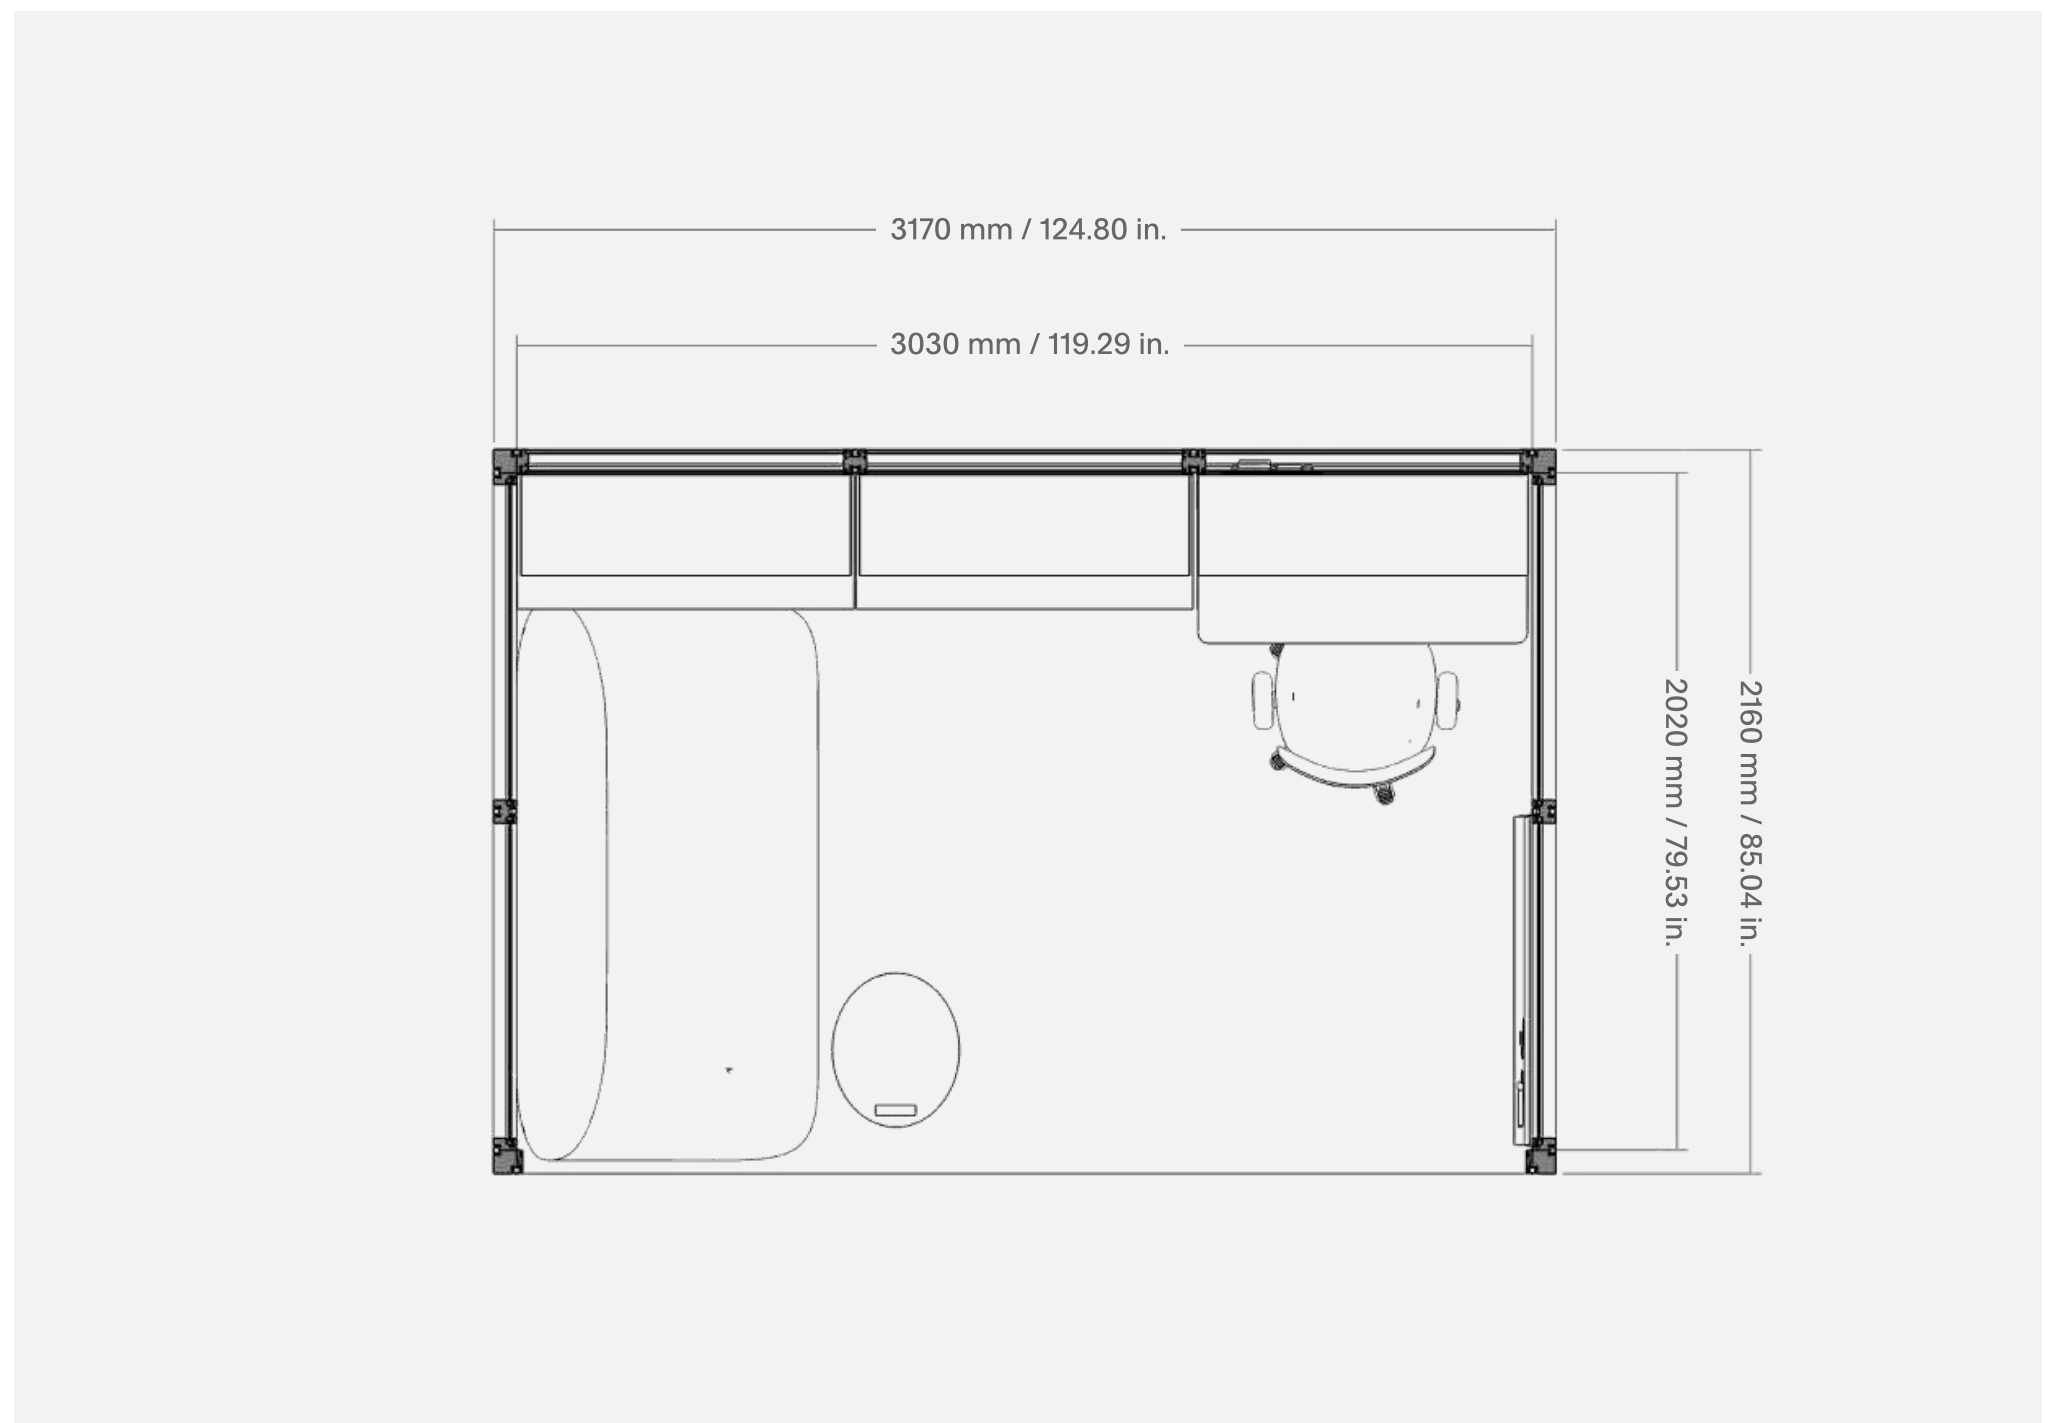 3170 mm / 124.80 in.
3030 mm / 119.29 in.
2020 mm / 79.53 in.
2160 mm / 85.04 in.